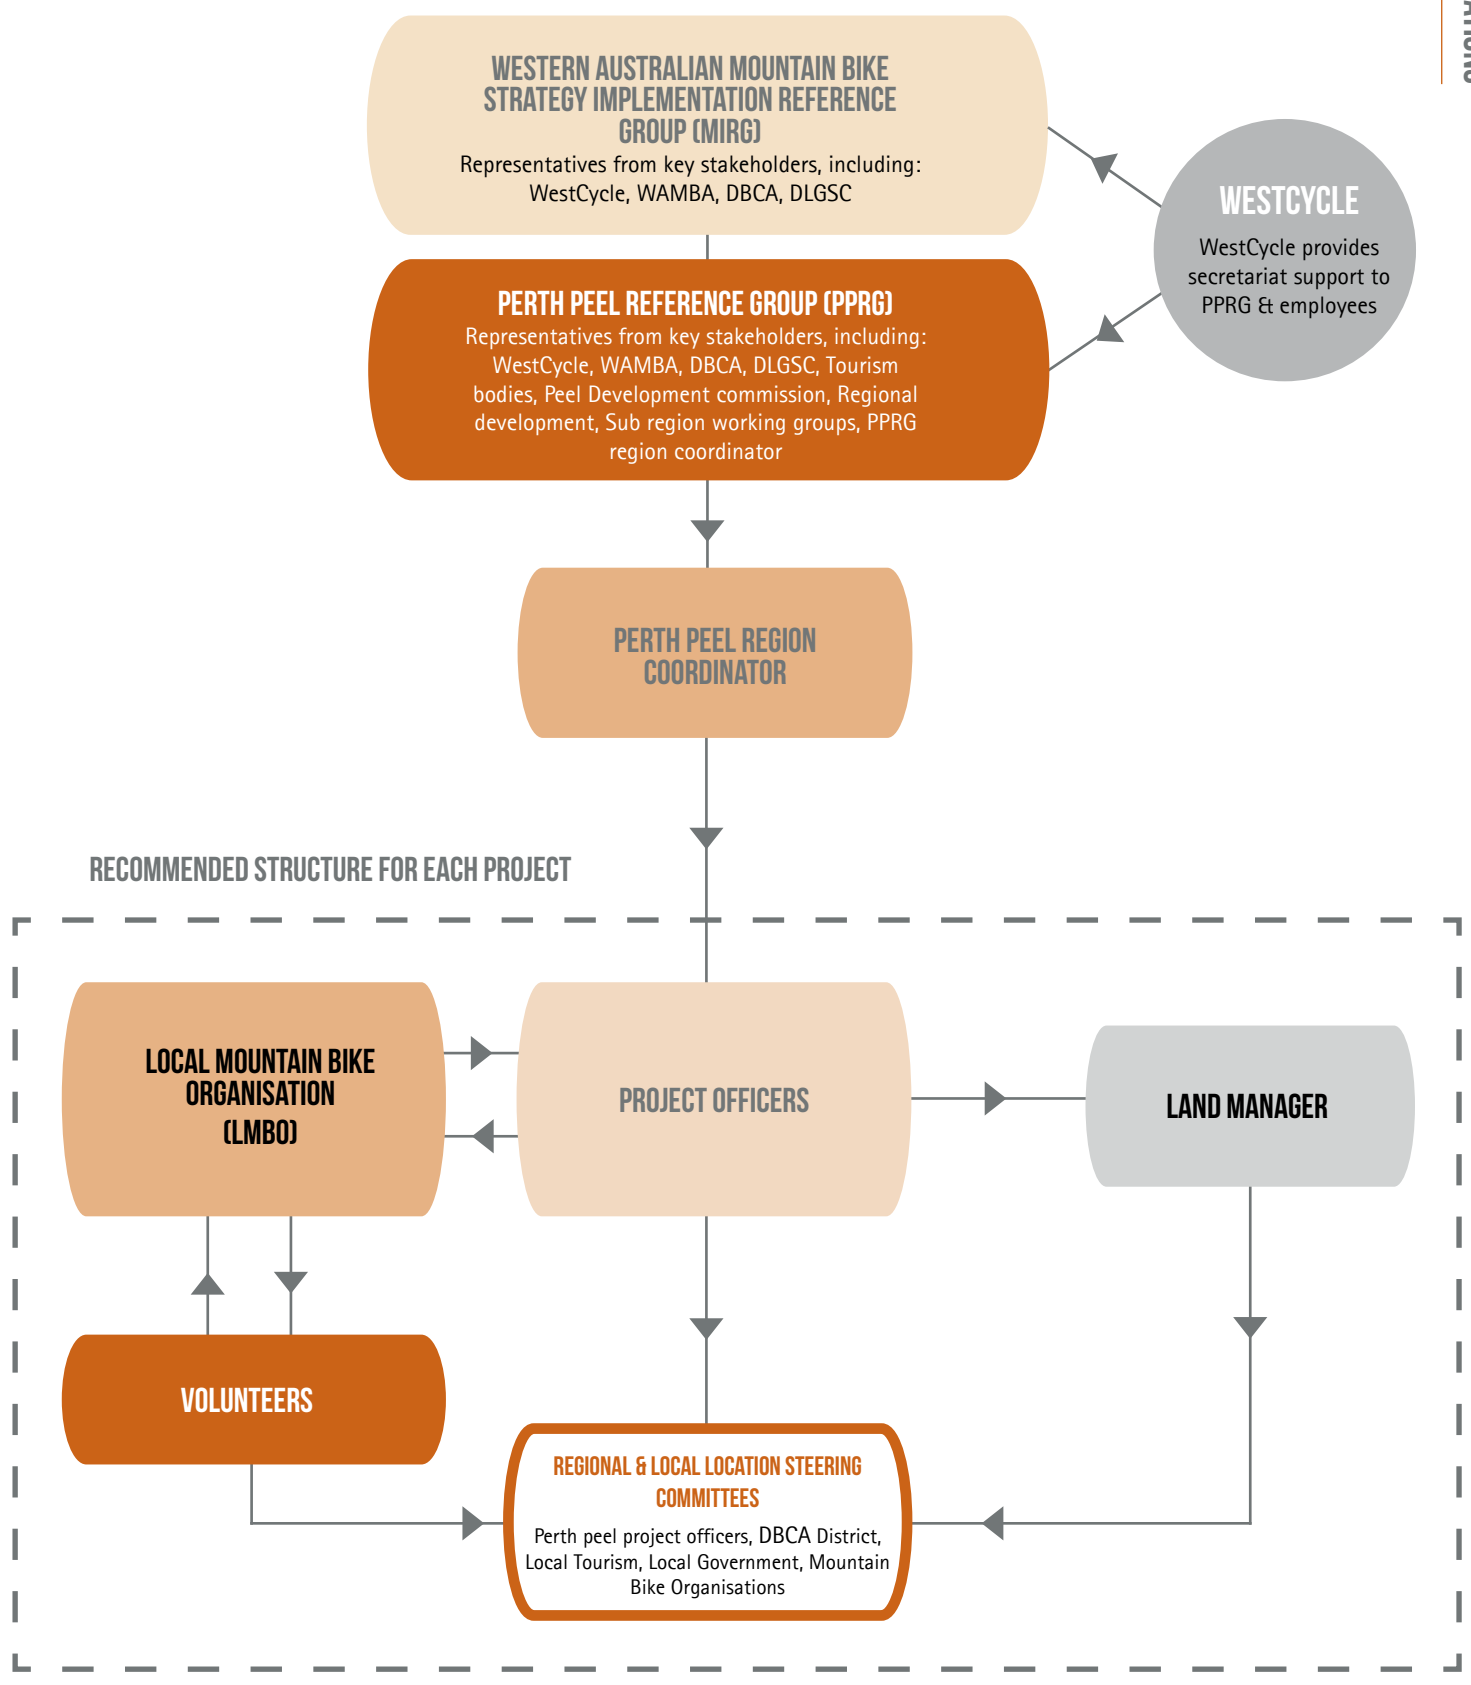 WESTERN AUSTRALIAN MOUNTAIN BIKE
STRATEGY IMPLEMENTATION REFERENCE
GROUP (MIRG)
Representatives from key stakeholders, including:
WestCycle, WAMBA, DBCA, DLGSC
WESTCYCLE
WestCycle provides
secretariat support to
PPRG & employees
PERTH PEEL REFERENCE GROUP (PPRG)
Representatives from key stakeholders, including:
WestCycle, WAMBA, DBCA, DLGSC, Tourism
bodies, Peel Development commission, Regional
development, Sub region working groups, PPRG
region coordinator
PERTH PEEL REGION
COORDINATOR
RECOMMENDED STRUCTURE FOR EACH PROJECT
LOCAL MOUNTAIN BIKE
ORGANISATION
(LMBO)
PROJECT OFFICERS
LAND MANAGER
VOLUNTEERS
REGIONAL & LOCAL LOCATION STEERING
COMMITTEES
Perth peel project officers, DBCA District,
Local Tourism, Local Government, Mountain
Bike Organisations